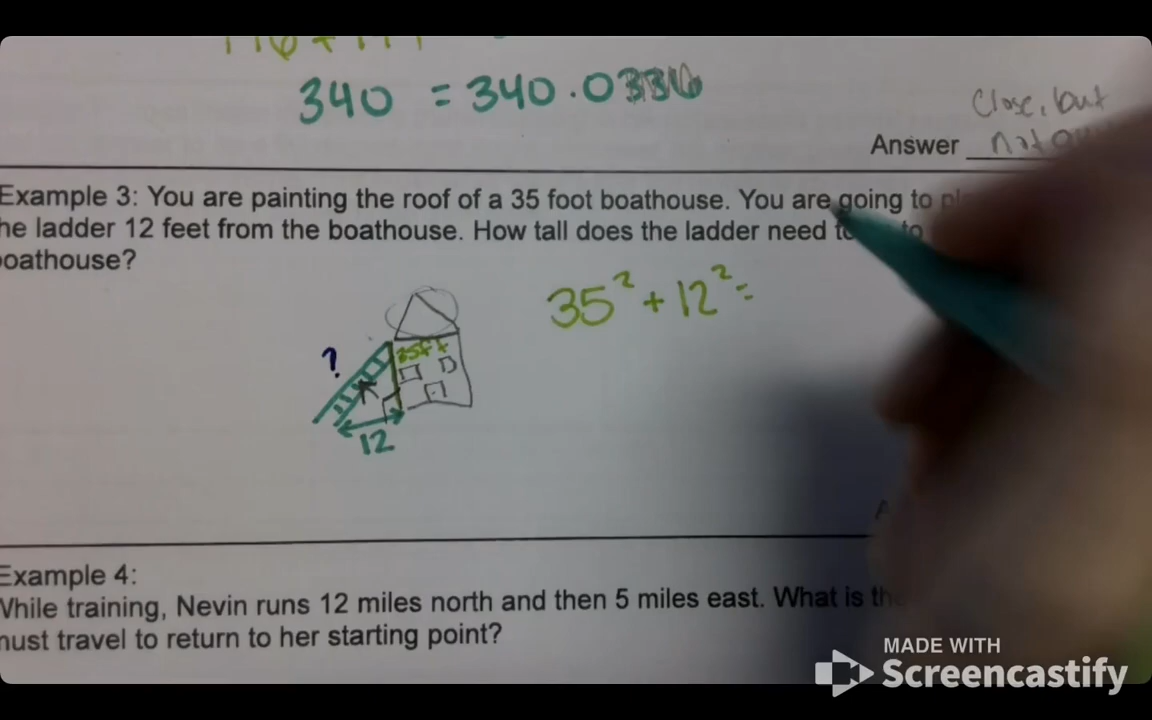 340 = 340.0336
Close, but
Answer not
Example 3: You are painting the roof of a 35 foot boathouse. You are going to
he ladder 12 feet from the boathouse. How tall does the ladder need to
oathouse?
35² + 12² =
?
35ft
12
Example 4:
While training, Nevin runs 12 miles north and then 5 miles east. What is
must travel to return to her starting point?
MADE WITH
Screencastify